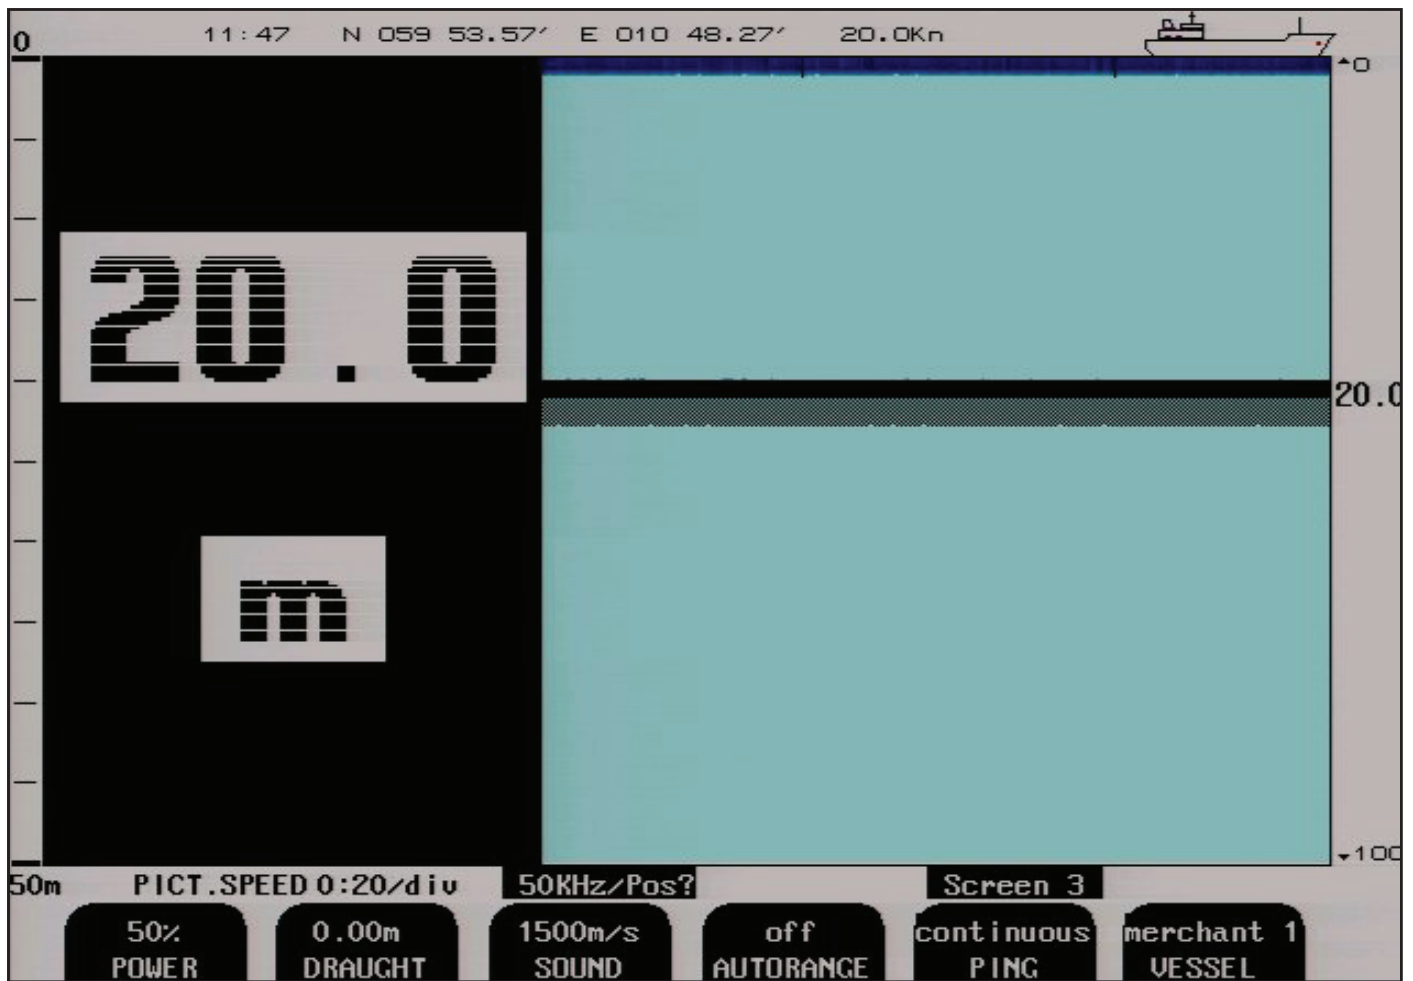 0 11:47 N 059 53.57′ E 010 48.27′ 20.0Kn
0
20.0
20.0
m
100
50m PICT.SPEED 0:20/div 50KHz/Pos? Screen 3
50% 0.00m 1500m/s off continuous merchant 1
POWER DRAUGHT SOUND AUTORANGE PING VESSEL